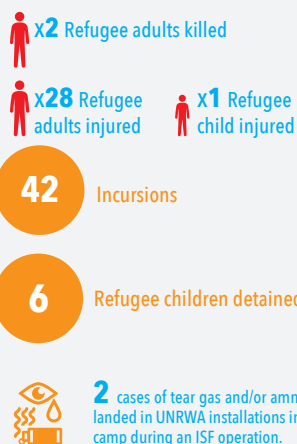 x2 Refugee adults killed
x28 Refugee
adults injured
x1 Refugee
child injured
42
Incursions
6
Refugee children detained
2 cases of tear gas and/or amm
landed in UNRWA installations in
camp during an ISF operation.